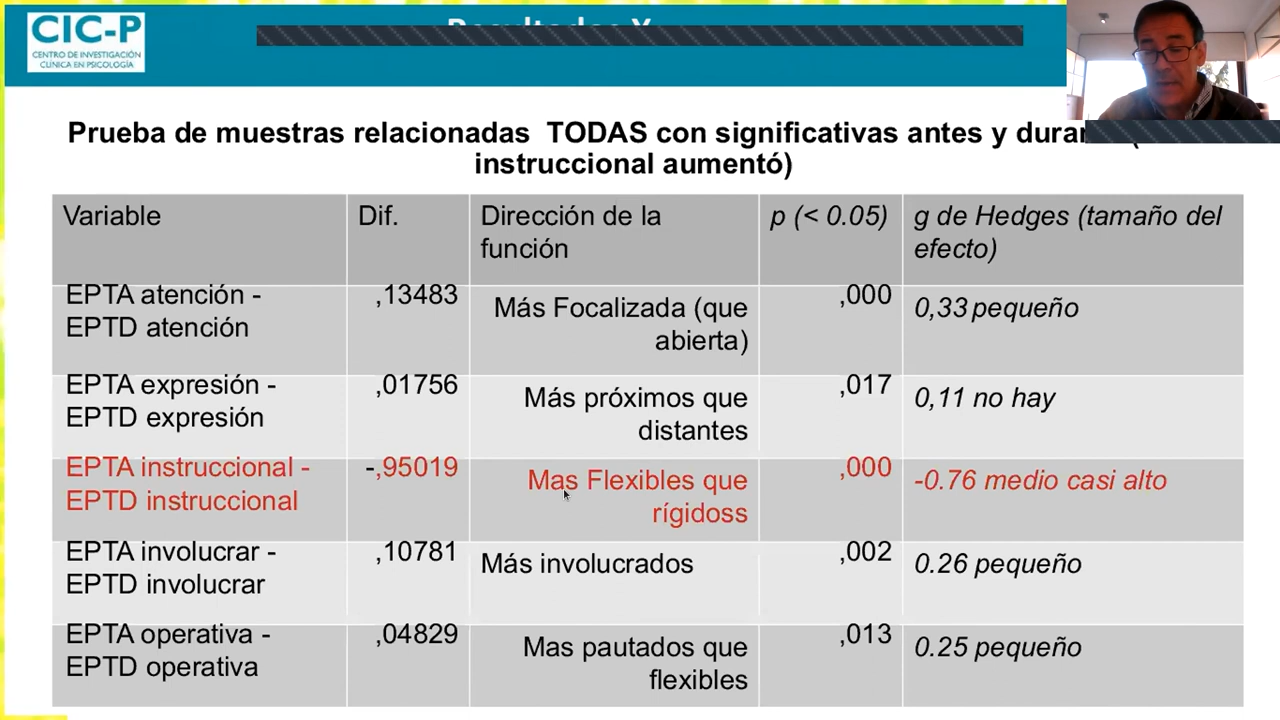 CIC-P
CENTRO DE INVESTIGACIÓN
CLÍNICA EN PSICOLOGÍA
Prueba de muestras relacionadas TODAS con significativas antes y
instruccional aumentó)
Variable
Dif.
Dirección de la
función
p (< 0.05)
g de Hedges (tamaño del
efecto)
EPTA atención -
EPTD atención
,13483
Más Focalizada (que
abierta)
,000
0,33 pequeño
EPTA expresión -
EPTD expresión
,01756
Más próximos que
distantes
,017
0,11 no hay
EPTA instruccional -
EPTD instruccional
-,95019
Mas Flexibles que
rígidoss
,000
-0.76 medio casi alto
EPTA involucrar -
EPTD involucrar
,10781
Más involucrados
,002
0.26 pequeño
EPTA operativa -
EPTD operativa
,04829
Mas pautados que
flexibles
,013
0.25 pequeño